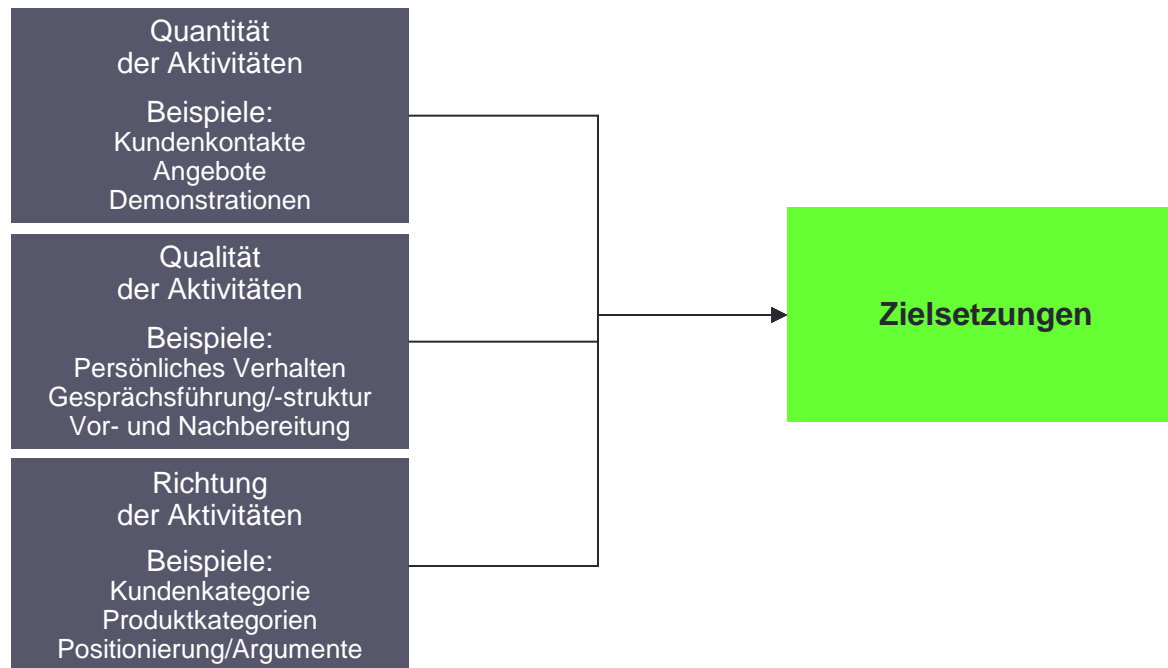 Quantität
der Aktivitäten
Beispiele:
Kundenkontakte
Angebote
Demonstrationen
Qualität
der Aktivitäten
Beispiele:
Persönliches Verhalten
Gesprächsführung/-struktur
Vor- und Nachbereitung
Richtung
der Aktivitäten
Beispiele:
Kundenkategorie
Produktkategorien
Positionierung/Argumente
Zielsetzungen